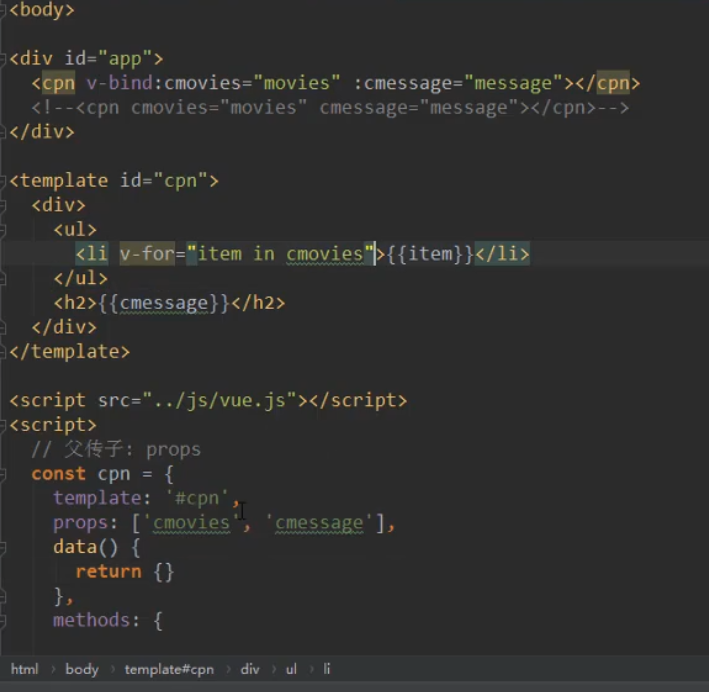 <body>
<div id="app">
<cpn v-bind:cmovies="movies" :cmessage="message"></cpn>
<!--<cpn cmovies="movies" cmessage="message"></cpn>-->
</div>
<template id="cpn">
<div>
<ul>
<li v-for="item in cmovies">{{item}}</li>
</ul>
<h2>{{cmessage}}</h2>
</div>
</template>
<script src="../js/vue.js"></script>
<script>
// 父传子: props
const cpn = {
template: '#cpn',
props: ['cmovies', 'cmessage'],
data() {
return {}
},
methods: {
html › body › template#cpn › div › ul › li